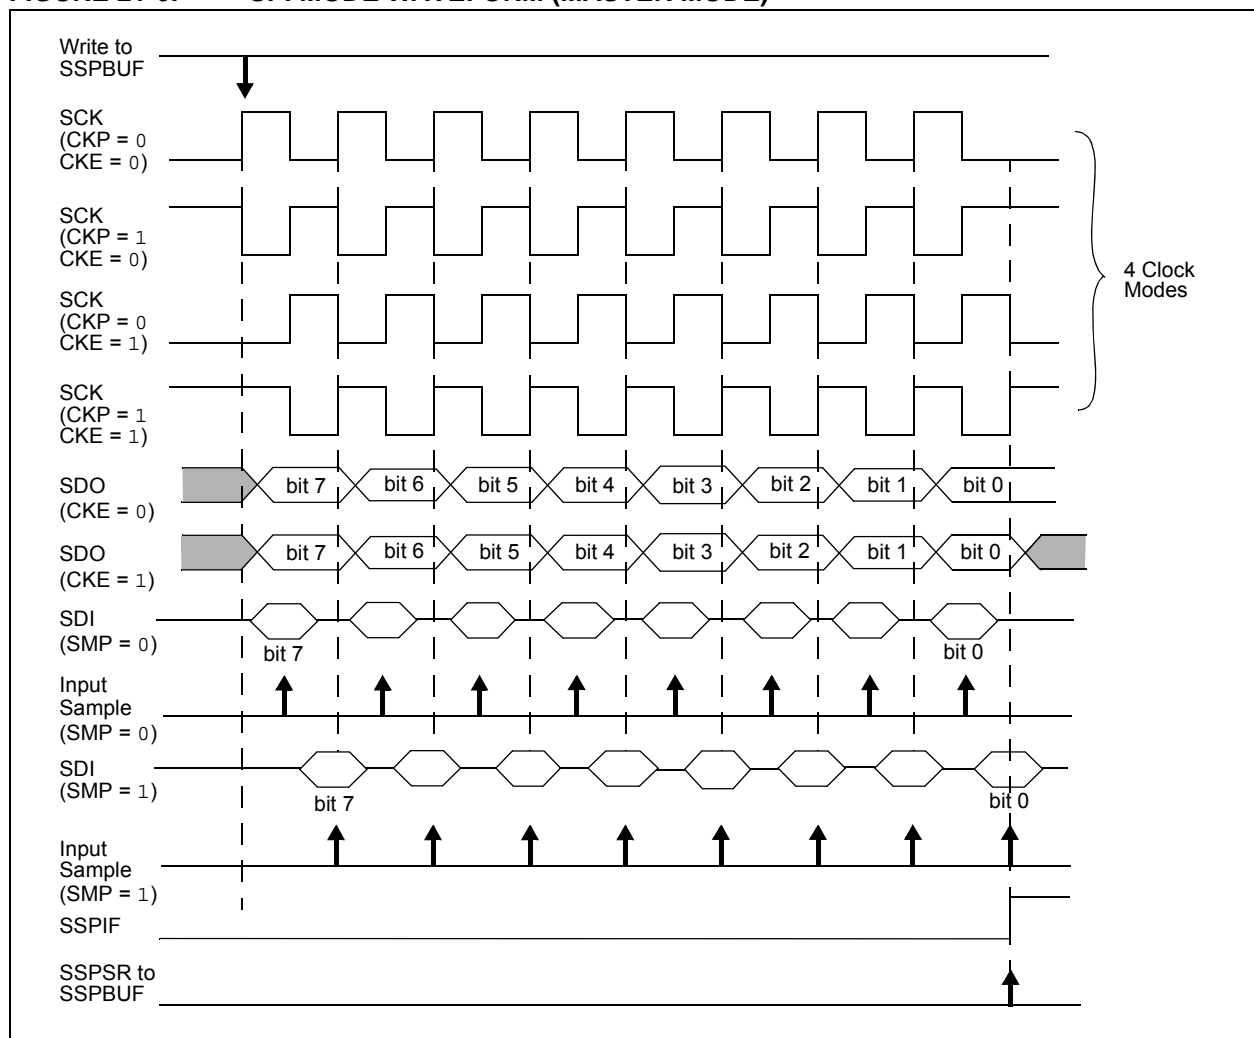 Write to
SSPBUF
SCK
(CKP = 0
CKE = 0)
SCK
(CKP = 1
CKE = 0)
4 Clock
Modes
SCK
(CKP = 0
CKE = 1)
SCK
(CKP = 1
CKE = 1)
SDO
(CKE = 0)
bit 7 bit 6 bit 5 bit 4 bit 3 bit 2 bit 1 bit 0
SDO
(CKE = 1)
bit 7 bit 6 bit 5 bit 4 bit 3 bit 2 bit 1 bit 0
SDI
(SMP = 0)
bit 7 bit 0
Input
Sample
(SMP = 0)
SDI
(SMP = 1)
bit 7 bit 0
Input
Sample
(SMP = 1)
SSPIF
SSPSR to
SSPBUF